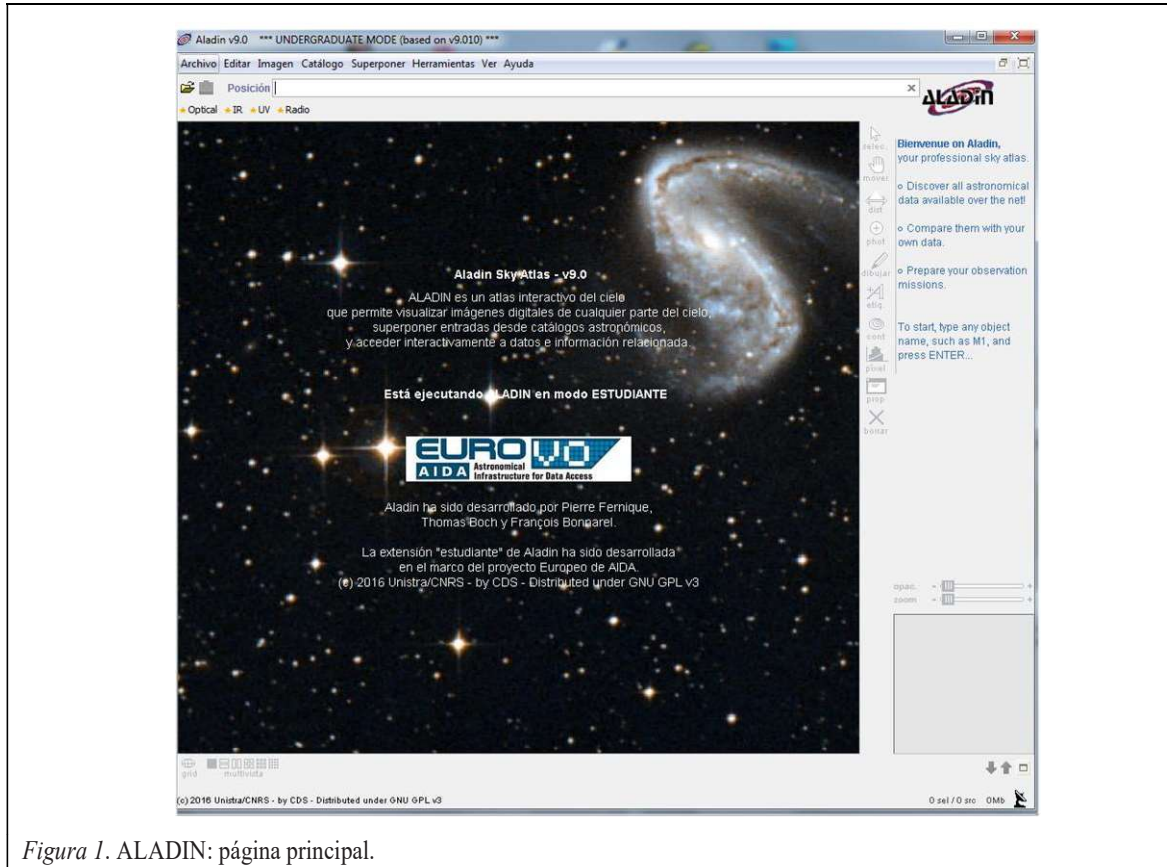 Aladin v9.0 *** UNDERGRADUATE MODE (based on v9.010) ***
Archivo Editar Imagen Catálogo Superponer Herramientas Ver Ayuda
Posición
Optical IR UV Radio
ALADIN
Bienvenue on Aladin,
your professional sky atlas.
o Discover all astronomical
data available over the net!
o Compare them with your
own data.
o Prepare your observation
missions.
To start, type any object
name, such as M1, and
press ENTER...
selec.
mover
dist
phot
dibujar
etiq.
cont
pixel
prop
borrar
Aladin Sky Atlas - v9.0
ALADIN es un atlas interactivo del cielo
que permite visualizar imágenes digitales de cualquier parte del cielo,
superponer entradas desde catálogos astronómicos,
y acceder interactivamente a datos e información relacionada.
Está ejecutando ALADIN en modo ESTUDIANTE
EURO VO
AIDA Astronomical
Infrastructure for Data Access
Aladin ha sido desarrollado por Pierre Fernique,
Thomas Boch y François Bonnarel.
La extensión "estudiante" de Aladin ha sido desarrollada
en el marco del proyecto Europeo de AIDA.
(c) 2016 Unistra/CNRS - by CDS - Distributed under GNU GPL v3
opac. - +
zoom - +
grid multivista
(c) 2016 Unistra/CNRS - by CDS - Distributed under GNU GPL v3
0 sel / 0 src 0Mb
Figura 1. ALADIN: página principal.